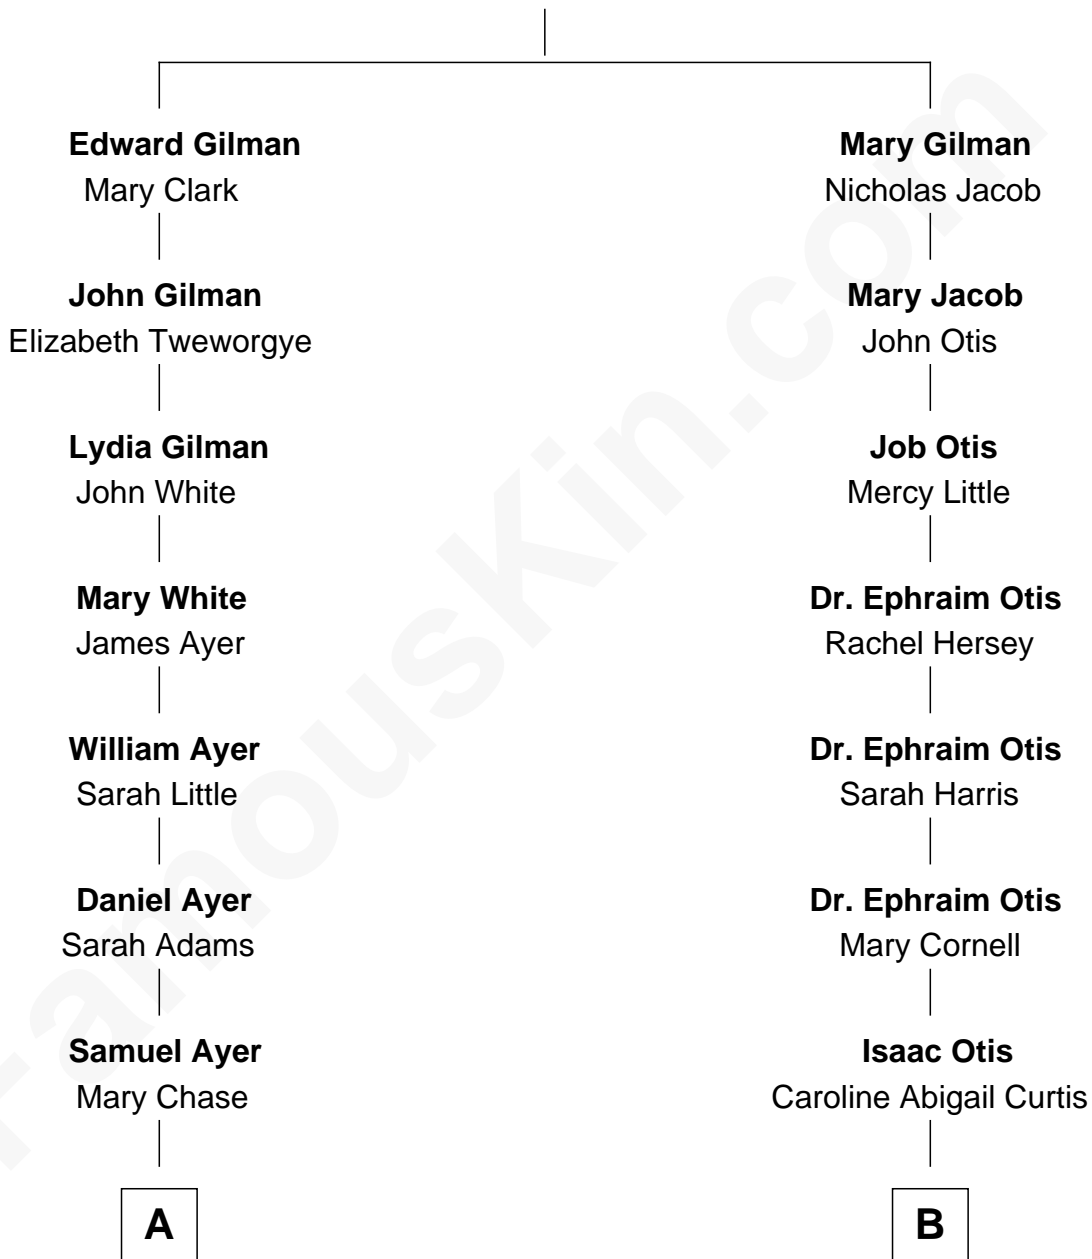 Edward Gilman
Mary Clark
John Gilman
Elizabeth Tweworgye
Lydia Gilman
John White
Mary White
James Ayer
William Ayer
Sarah Little
Daniel Ayer
Sarah Adams
Samuel Ayer
Mary Chase
A
Mary Gilman
Nicholas Jacob
Mary Jacob
John Otis
Job Otis
Mercy Little
Dr. Ephraim Otis
Rachel Hersey
Dr. Ephraim Otis
Sarah Harris
Dr. Ephraim Otis
Mary Cornell
Isaac Otis
Caroline Abigail Curtis
B
FamousKin.com